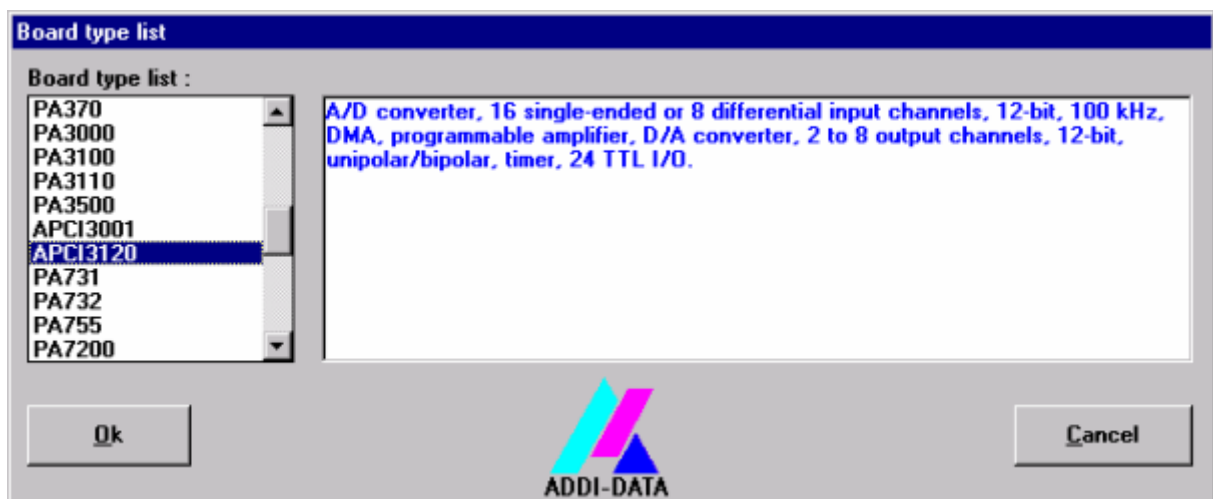 Board type list
Board type list :
PA370
PA3000
PA3100
PA3110
PA3500
APCI3001
APCI3120
PA731
PA732
PA755
PA7200
A/D converter, 16 single-ended or 8 differential input channels, 12-bit, 100 kHz,
DMA, programmable amplifier, D/A converter, 2 to 8 output channels, 12-bit,
unipolar/bipolar, timer, 24 TTL I/O.
Ok
ADDI-DATA
Cancel